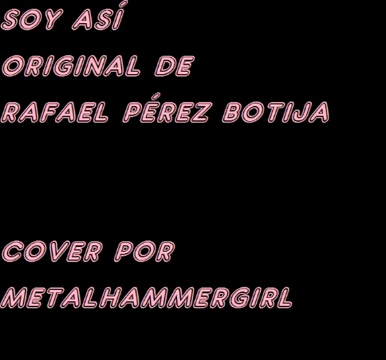 SOY ASÍ
ORIGINAL DE
RAFAEL PÉREZ BOTIJA
COVER POR
METALHAMMERGIRL